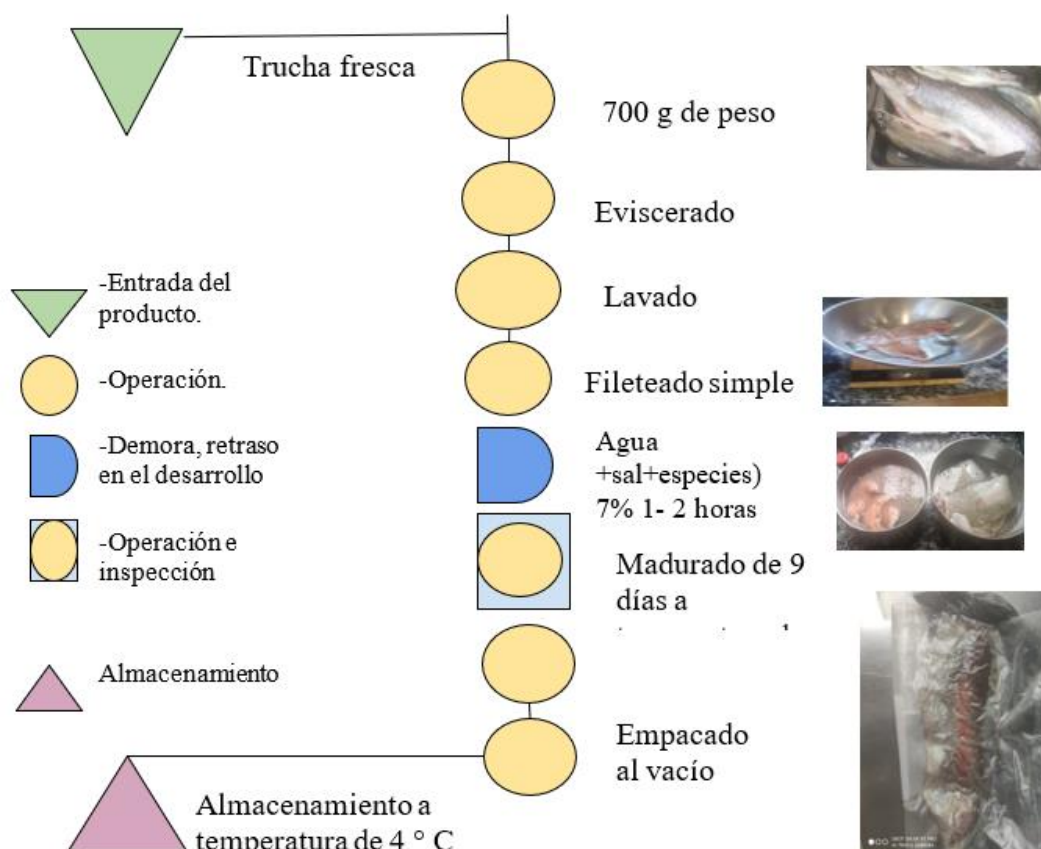 Trucha fresca
700 g de peso
Eviscerado
Lavado
Fileteado simple
Agua
+sal+especies)
7% 1- 2 horas
Madurado de 9
días a
Empacado
al vacío
Almacenamiento a
temperatura de 4 ° C
-Entrada del
producto.
-Operación.
-Demora, retraso
en el desarrollo
-Operación e
inspección
Almacenamiento